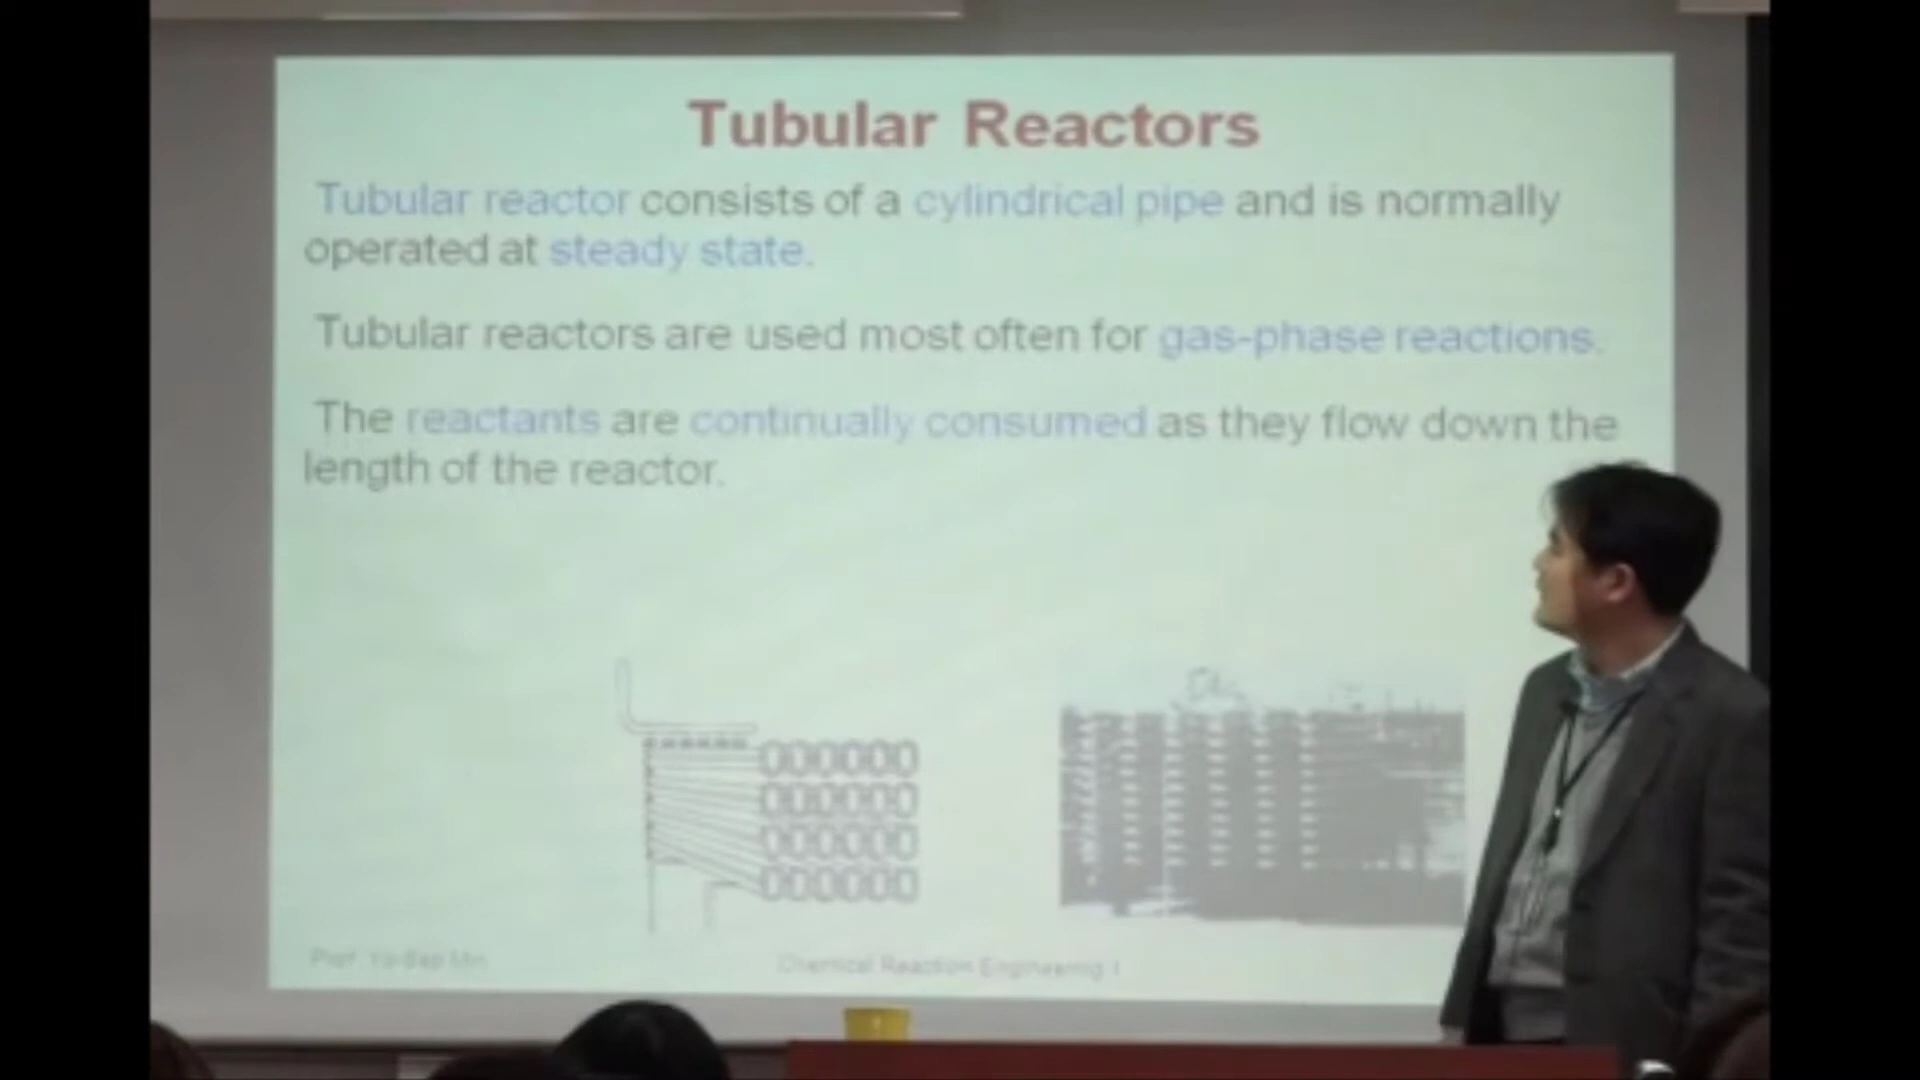 Tubular Reactors
Tubular reactor consists of a cylindrical pipe and is normally
operated at steady state.
Tubular reactors are used most often for gas-phase reactions.
The reactants are continually consumed as they flow down the
length of the reactor.
Prof.
Chemical Reaction Engineering I